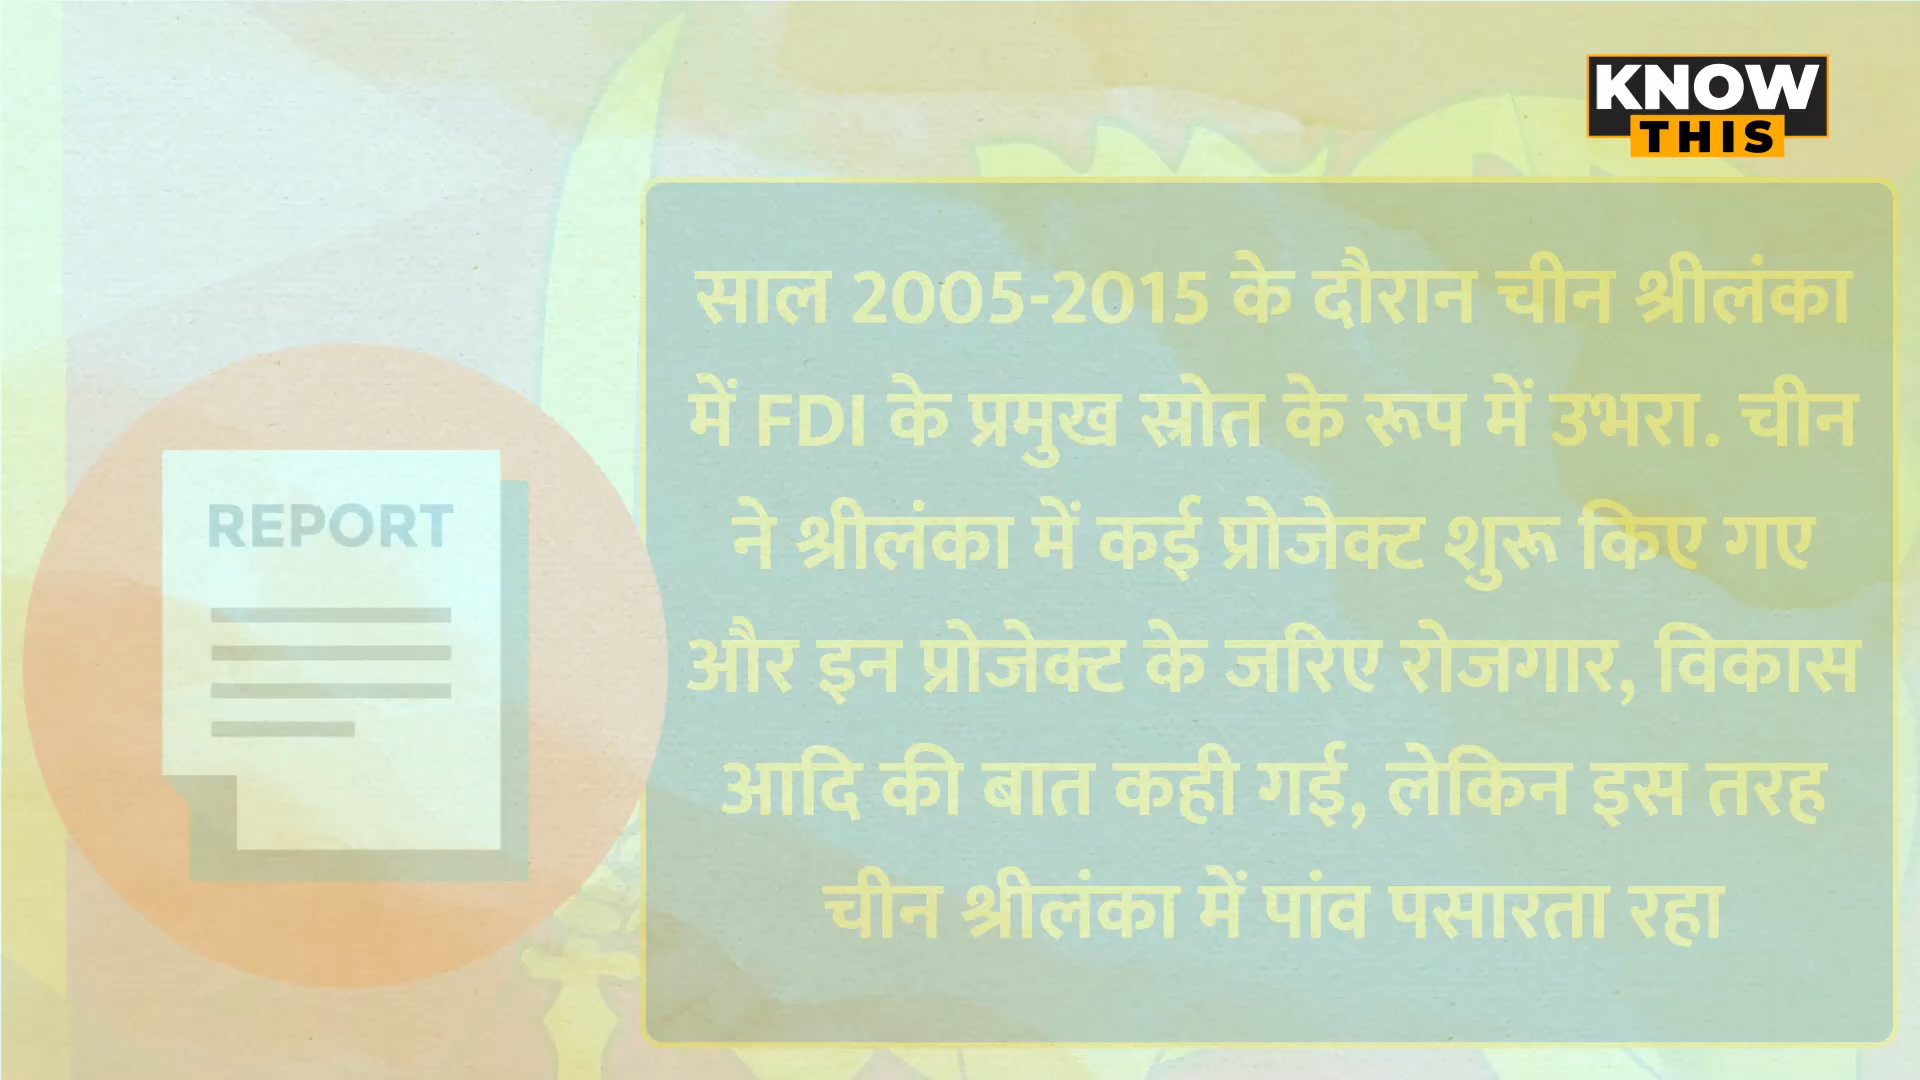 KNOW
THIS
साल 2005-2015 के दौरान चीन श्रीलंका
में FDI के प्रमुख स्रोत के रूप में उभरा. चीन
ने श्रीलंका में कई प्रोजेक्ट शुरू किए गए
और इन प्रोजेक्ट के जरिए रोजगार, विकास
आदि की बात कही गई, लेकिन इस तरह
चीन श्रीलंका में पांव पसारता रहा
REPORT